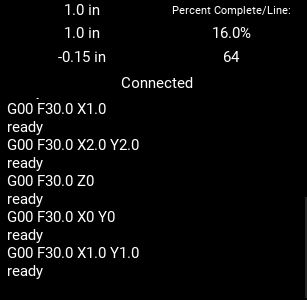 1.0 in Percent Complete/Line:
1.0 in 16.0%
-0.15 in 64
Connected
G00 F30.0 X1.0
ready
G00 F30.0 X2.0 Y2.0
ready
G00 F30.0 Z0
ready
G00 F30.0 X0 Y0
ready
G00 F30.0 X1.0 Y1.0
ready